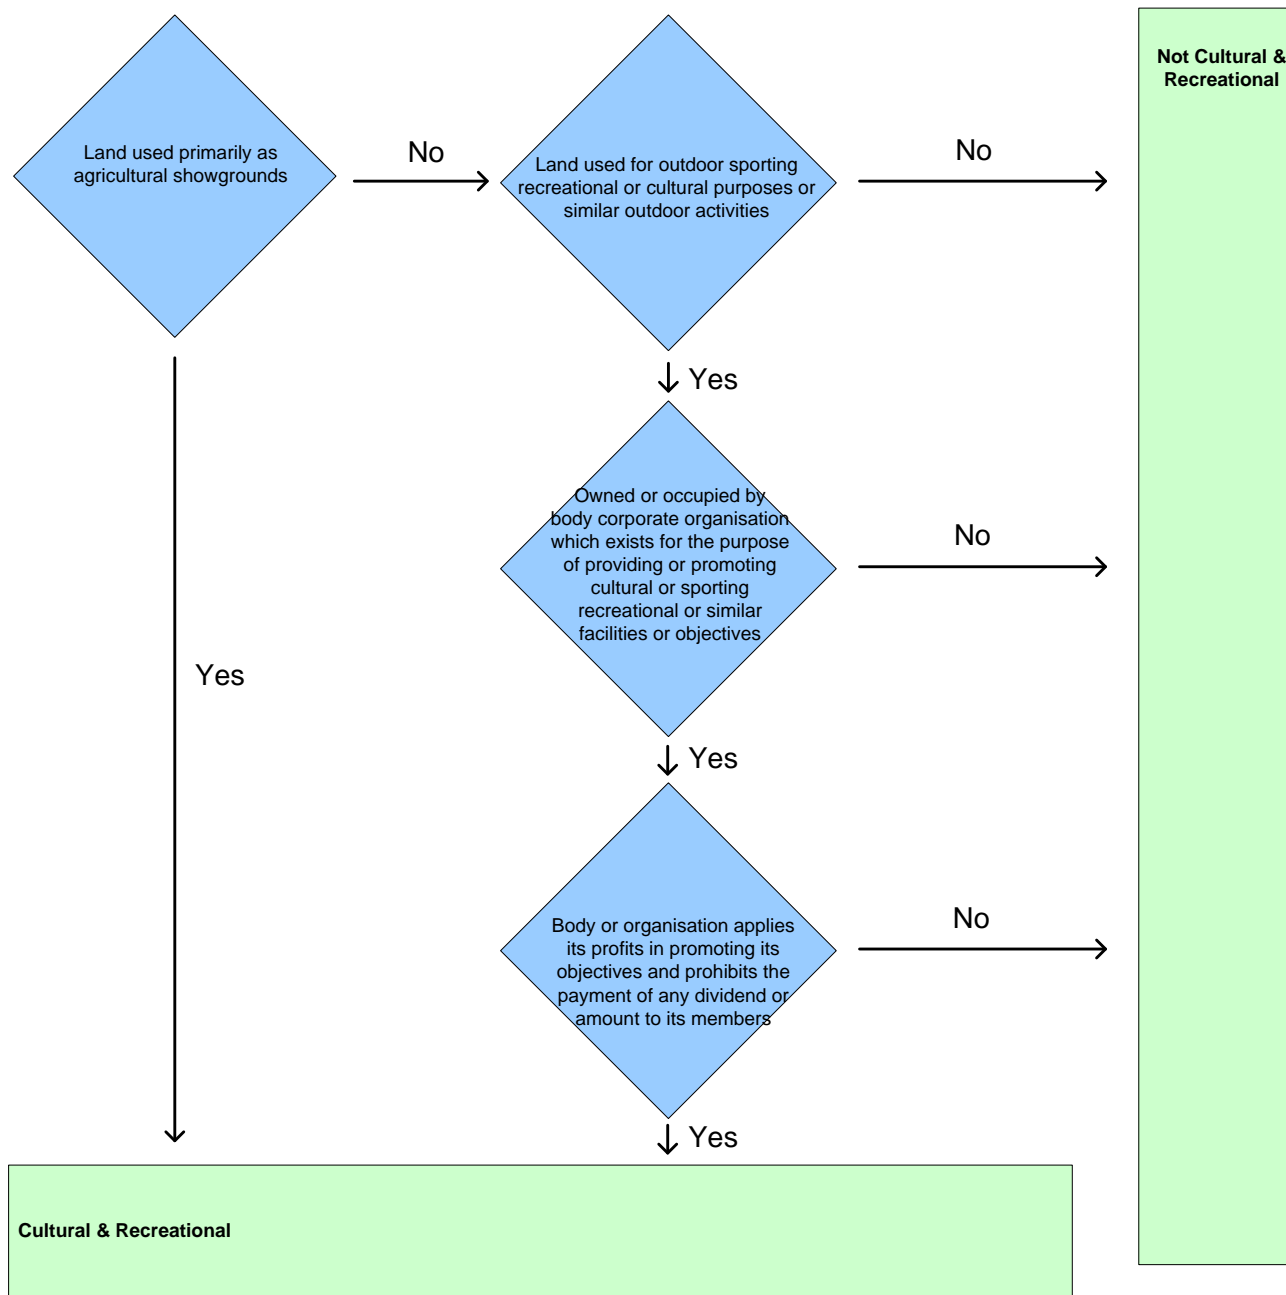 Land used primarily as
agricultural showgrounds
No
Land used for outdoor sporting
recreational or cultural purposes or
similar outdoor activities
No
Not Cultural &
Recreational
Yes
Owned or occupied by
body corporate organisation
which exists for the purpose
of providing or promoting
cultural or sporting
recreational or similar
facilities or objectives
No
Yes
Yes
Body or organisation applies
its profits in promoting its
objectives and prohibits the
payment of any dividend or
amount to its members
No
Yes
Cultural & Recreational